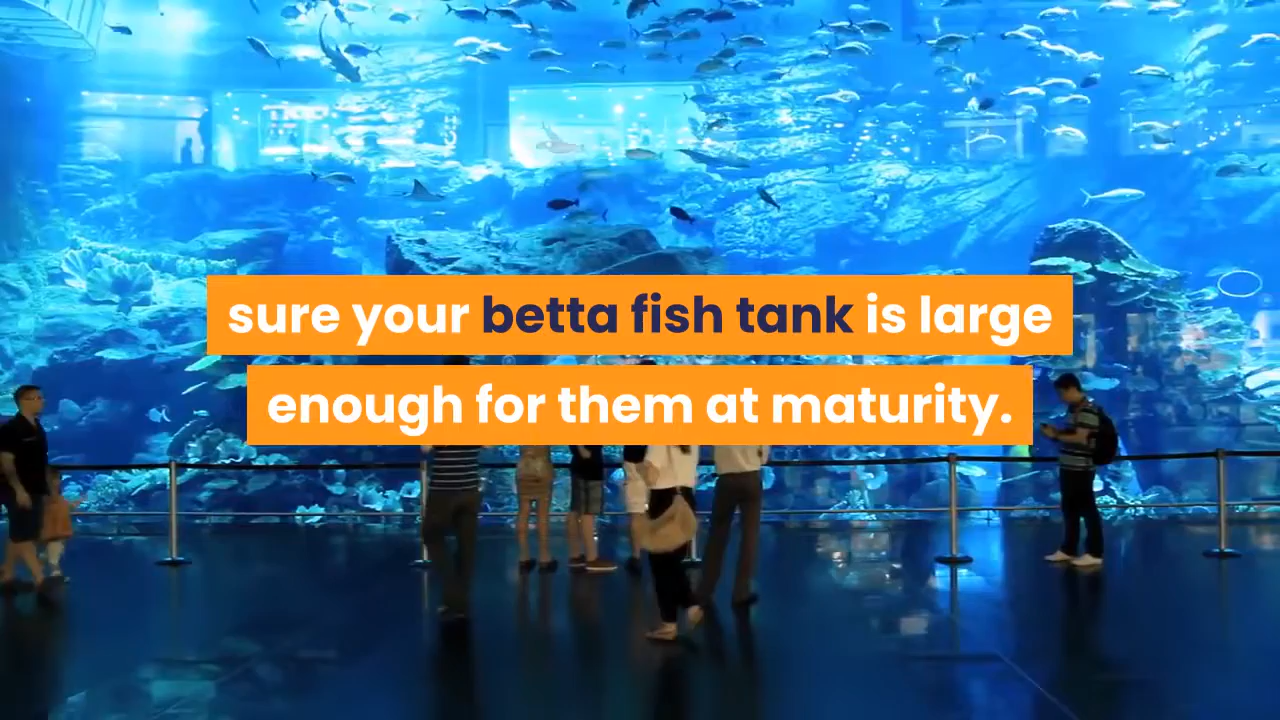 sure your betta fish tank is large
enough for them at maturity.